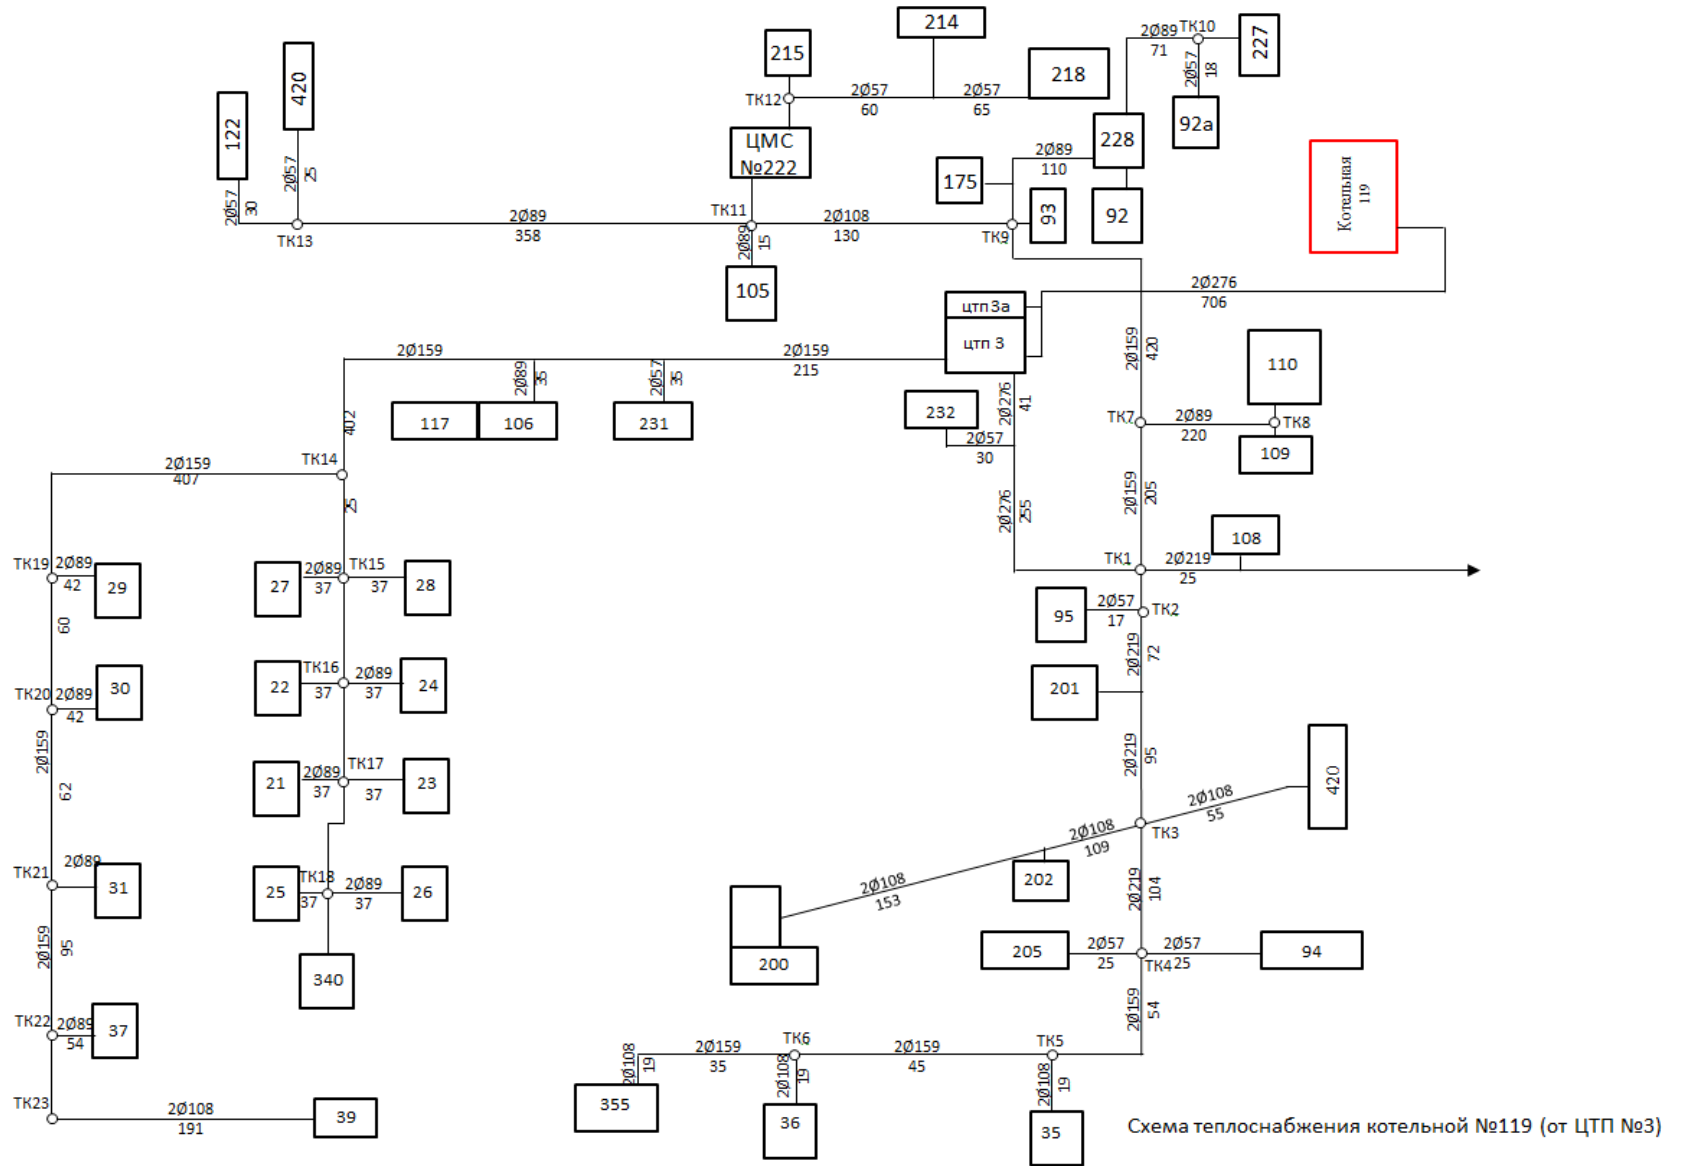 214
2Ø89
ТК10
71
227
215
218
2Ø57
18
420
ТК12
2Ø57
60
2Ø57
65
92а
122
ЦМС
№222
228
2Ø89
110
Котельная
119
2Ø57
25
175
2Ø57
30
ТК13
2Ø89
358
ТК11
2Ø89
15
2Ø108
130
ТК9
93
92
105
2Ø276
706
цтп3а
цтп 3
2Ø159
2Ø159
215
2Ø159
420
2Ø89
35
2Ø57
35
117
106
231
402
232
2Ø276
41
2Ø57
30
110
ТК7
2Ø89
220
ТК8
109
2Ø159
407
ТК14
25
2Ø276
255
2Ø159
205
108
ТК1
2Ø219
25
ТК19
2Ø89
42
29
27
2Ø89
37
ТК15
37
28
95
2Ø57
17
ТК2
60
2Ø219
72
201
ТК20
2Ø89
42
30
22
ТК16
37
2Ø89
37
24
2Ø159
62
2Ø219
95
21
2Ø89
37
ТК17
37
23
420
2Ø108
55
2Ø108
109
ТК3
ТК21
2Ø89
31
25
ТК18
37
2Ø89
37
26
202
2Ø108
153
2Ø219
104
2Ø159
95
340
200
205
2Ø57
25
ТК4
2Ø57
25
94
2Ø159
54
ТК22
2Ø89
54
37
2Ø108
19
2Ø159
35
ТК6
2Ø159
45
ТК5
2Ø108
19
2Ø108
19
355
36
35
ТК23
2Ø108
191
39
Схема теплоснабжения котельной №119 (от ЦТП №3)